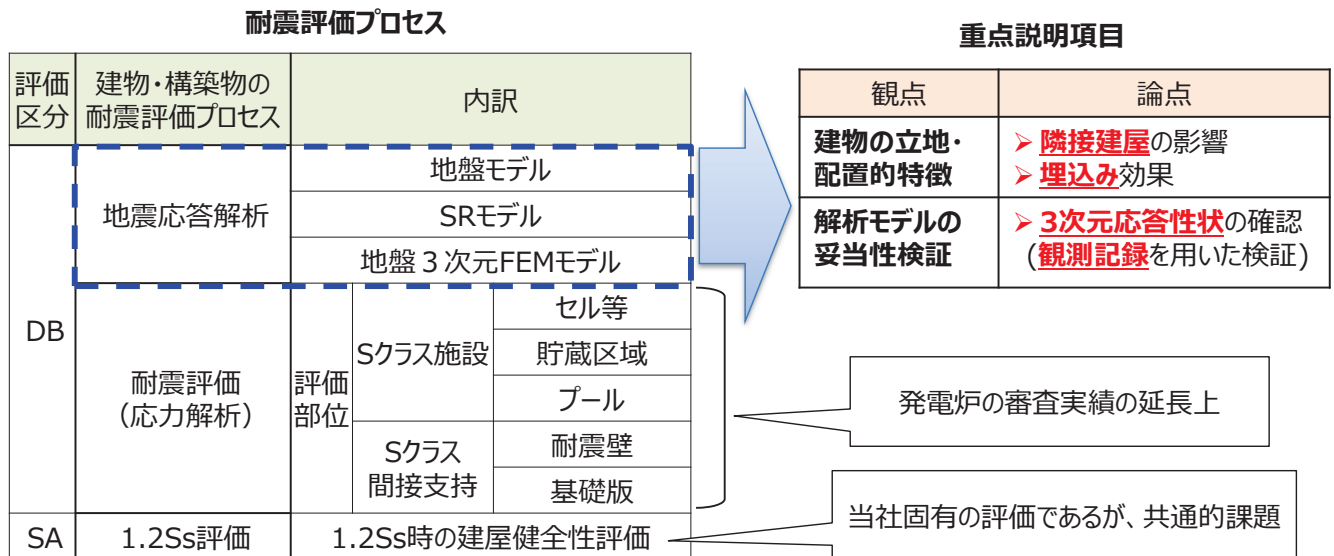 耐震評価プロセス
評価
区分
建物・構築物の
耐震評価プロセス
内訳
DB
地震応答解析
地盤モデル
SRモデル
地盤３次元FEMモデル
耐震評価
(応力解析)
評価
部位
Sクラス施設
セル等
貯蔵区域
プール
Sクラス
間接支持
耐震壁
基礎版
SA
1.2Ss評価
1.2Ss時の建屋健全性評価
重点説明項目
観点
論点
建物の立地・
配置的特徴
➢ 隣接建屋の影響
➢ 埋込み効果
解析モデルの
妥当性検証
➢ 3次元応答性状の確認
(観測記録を用いた検証)
発電炉の審査実績の延長上
当社固有の評価であるが、共通的課題